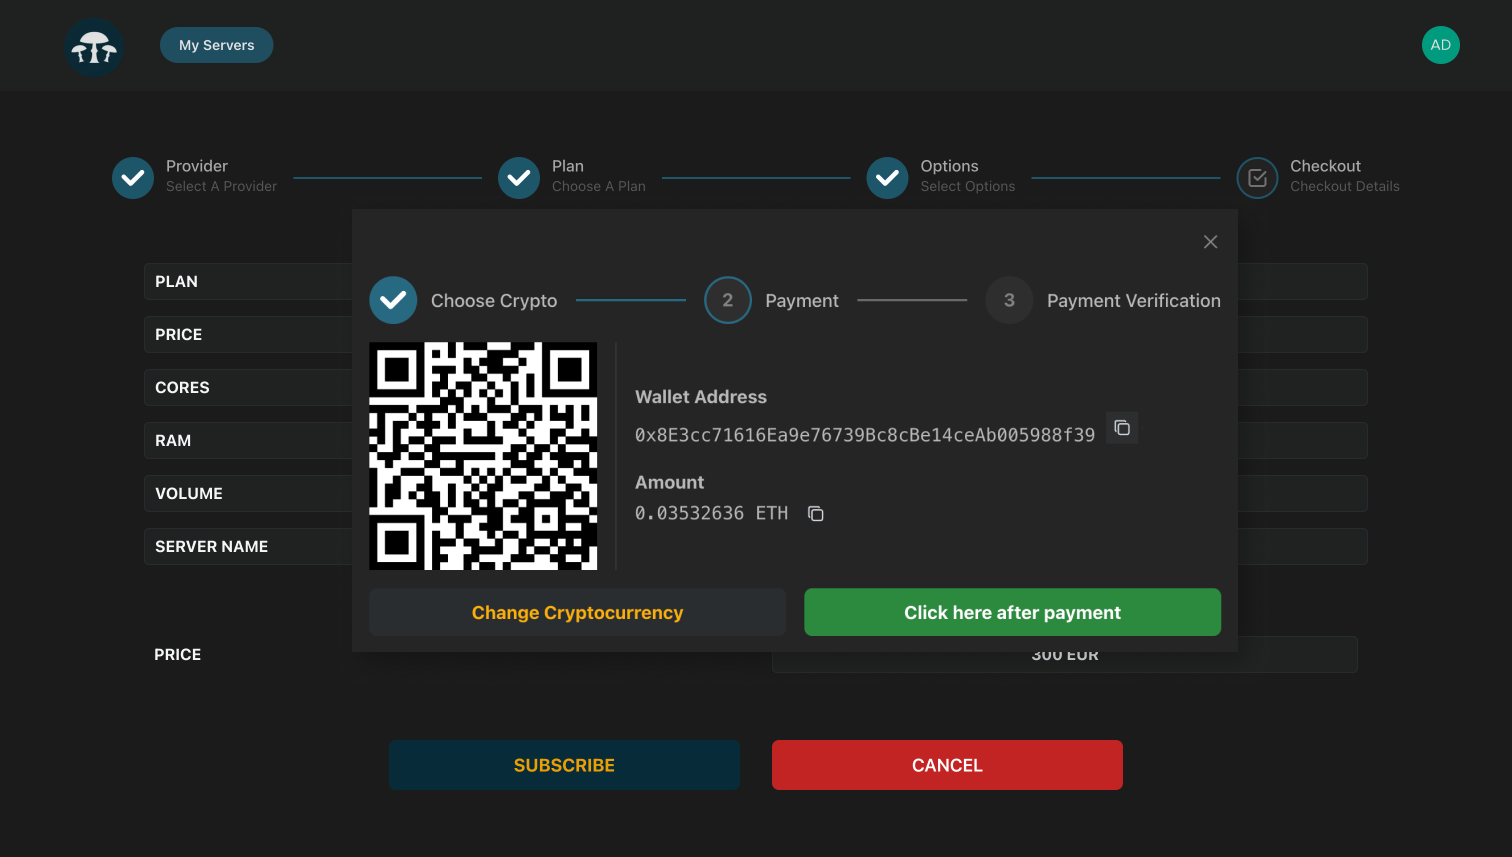 My Servers
AD
Provider
Select A Provider
Plan
Choose A Plan
Options
Select Options
Checkout
Checkout Details
PLAN
PRICE
CORES
RAM
VOLUME
SERVER NAME
Choose Crypto
2
Payment
3
Payment Verification
Wallet Address
0x8E3cc71616Ea9e76739Bc8cBe14ceAb005988f39
Amount
0.03532636 ETH
Change Cryptocurrency
Click here after payment
PRICE
300 EUR
SUBSCRIBE
CANCEL